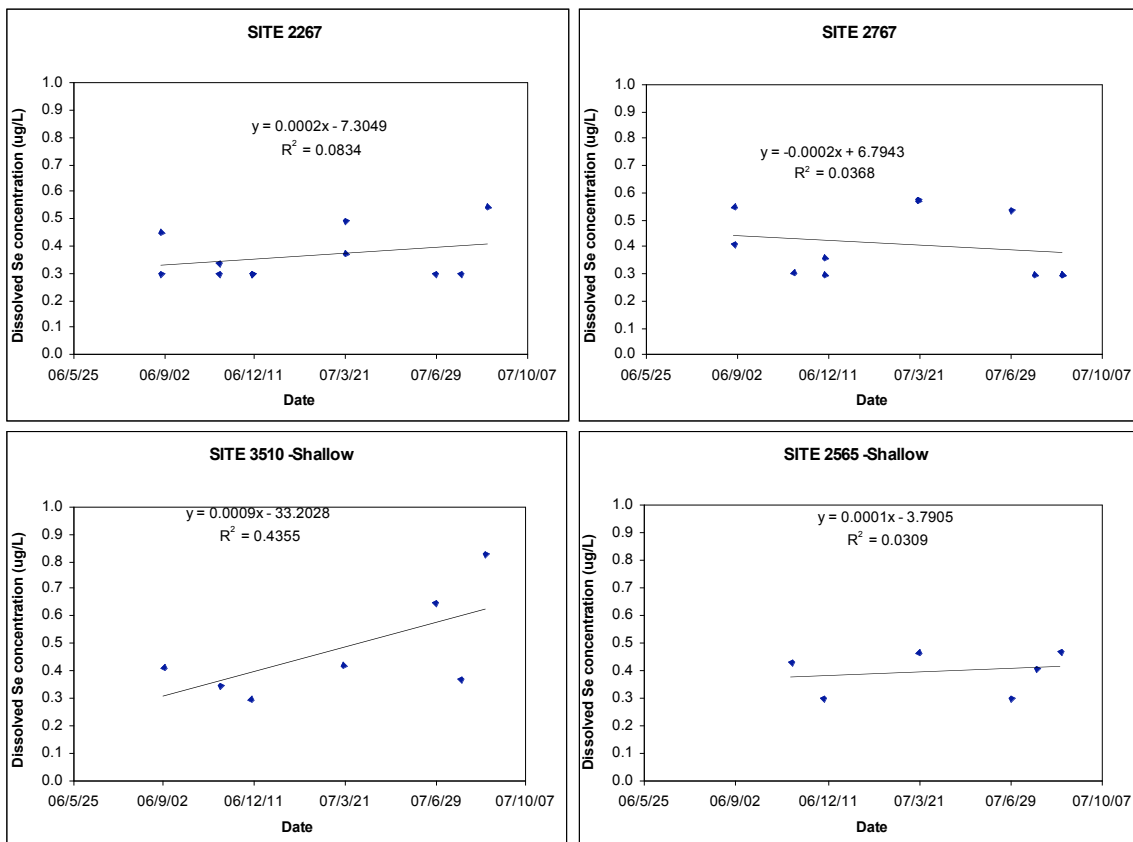 SITE 2267
Dissolved Se concentration (ug/L)
1.0
0.9
0.8
0.7
0.6
0.5
0.4
0.3
0.2
0.1
0.0
y = 0.0002x - 7.3049
R² = 0.0834
06/5/25 06/9/02 06/12/11 07/3/21 07/6/29 07/10/07
Date
SITE 2767
Dissolved Se concentration (ug/L)
1.0
0.9
0.8
0.7
0.6
0.5
0.4
0.3
0.2
0.1
0.0
y = -0.0002x + 6.7943
R² = 0.0368
06/5/25 06/9/02 06/12/11 07/3/21 07/6/29 07/10/07
Date
SITE 3510 -Shallow
Dissolved Se concentration (ug/L)
1.0
0.9
0.8
0.7
0.6
0.5
0.4
0.3
0.2
0.1
0.0
y = 0.0009x - 33.2028
R² = 0.4355
06/5/25 06/9/02 06/12/11 07/3/21 07/6/29 07/10/07
Date
SITE 2565 -Shallow
Dissolved Se concentration (ug/L)
1.0
0.9
0.8
0.7
0.6
0.5
0.4
0.3
0.2
0.1
0.0
y = 0.0001x - 3.7905
R² = 0.0309
06/5/25 06/9/02 06/12/11 07/3/21 07/6/29 07/10/07
Date